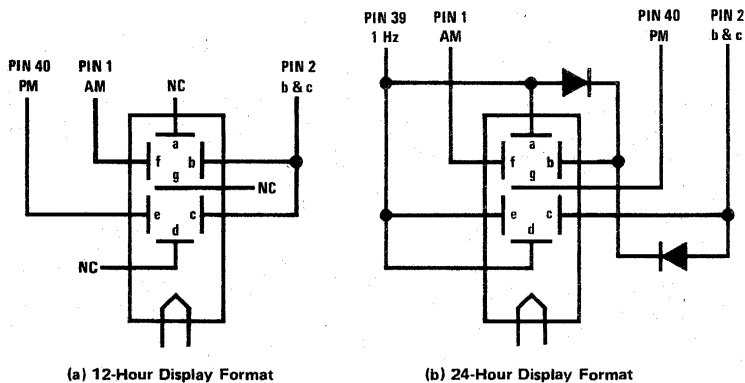 PIN 40
PM
PIN 1
AM
NC
PIN 2
b & c
a
f
b
g
NC
e
c
d
NC
(a) 12-Hour Display Format
PIN 39
1 Hz
PIN 1
AM
PIN 40
PM
PIN 2
b & c
a
f
b
g
e
c
d
(b) 24-Hour Display Format